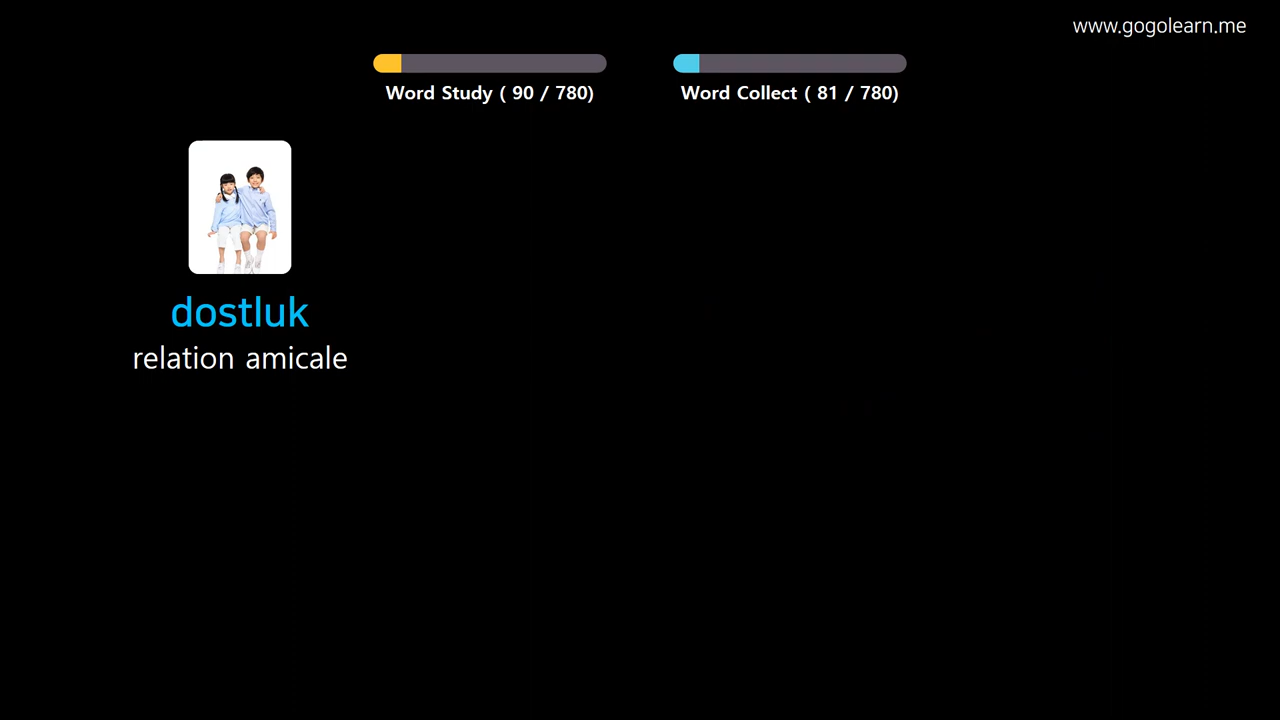 www.gogolearn.me
Word Study ( 90 / 780)
Word Collect ( 81 / 780)
dostluk
relation amicale